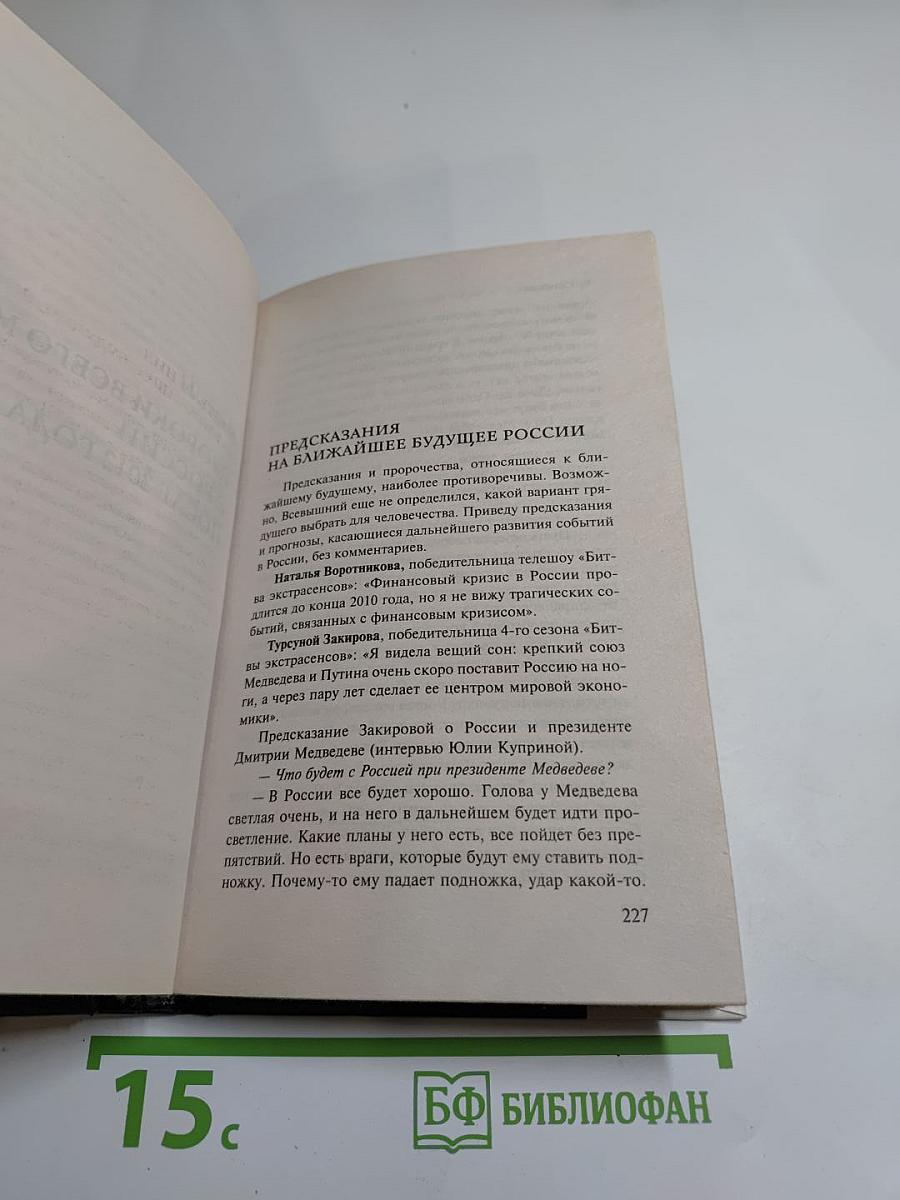 ПРЕДСКАЗАНИЯ
НА БЛИЖАЙШЕЕ БУДУЩЕЕ РОССИИ
Предсказания и пророчества, относящиеся к бли-
жайшему будущему, наиболее противоречивы. Возмож-
но, Всевышний еще не определился, какой вариант гря-
дущего выбрать для человечества. Приведу предсказания
и прогнозы, касающиеся дальнейшего развития событий
в России, без комментариев.
Наталья Воротникова, победительница телешоу «Бит-
ва экстрасенсов»: «Финансовый кризис в России про-
длится до конца 2010 года, но я не вижу трагических со-
бытий, связанных с финансовым кризисом».
Турсуной Закирова, победительница 4-го сезона «Бит-
вы экстрасенсов»: «Я видела вещий сон: крепкий союз
Медведева и Путина очень скоро поставит Россию на но-
ги, а через пару лет сделает ее центром мировой эконо-
мики».
Предсказание Закировой о России и президенте
Дмитрии Медведеве (интервью Юлии Куприной).
— Что будет с Россией при президенте Медведеве?
— В России все будет хорошо. Голова у Медведева
светлая очень, и на него в дальнейшем будет идти про-
светление. Какие планы у него есть, все пойдет без пре-
пятствий. Но есть враги, которые будут ему ставить под-
ножку. Почему-то ему падает подножка, удар какой-то.
227
15 с
БФ БИБЛИОФАН